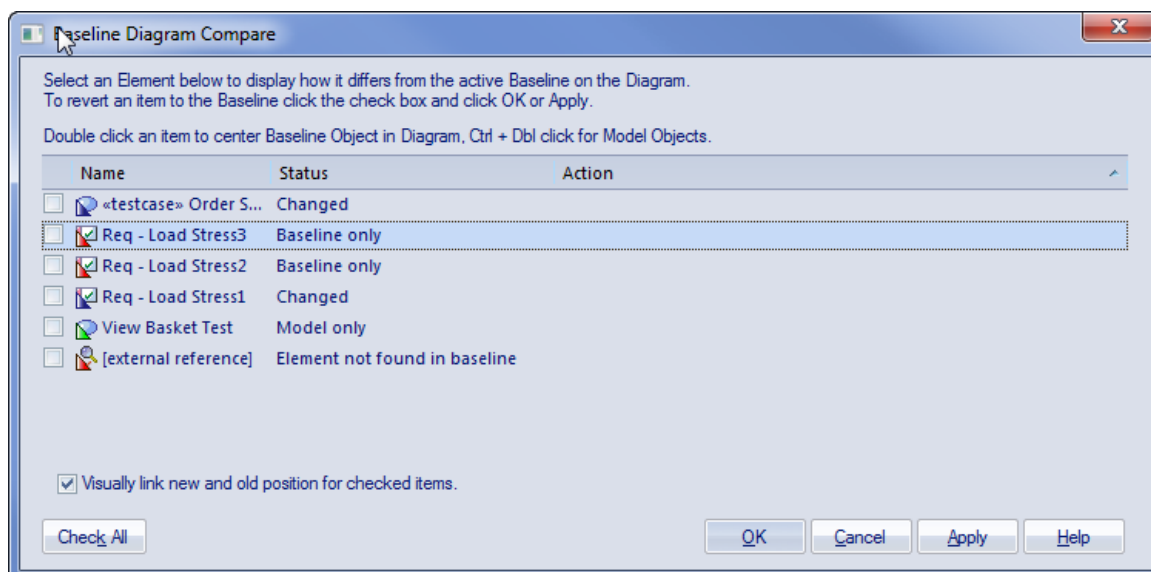 Baseline Diagram Compare
Select an Element below to display how it differs from the active Baseline on the Diagram.
To revert an item to the Baseline click the check box and click OK or Apply.
Double click an item to center Baseline Object in Diagram, Ctrl + Dbl click for Model Objects.
Name Status Action
«testcase» Order S... Changed
Req - Load Stress3 Baseline only
Req - Load Stress2 Baseline only
Req - Load Stress1 Changed
View Basket Test Model only
[external reference] Element not found in baseline
Visually link new and old position for checked items.
Check All OK Cancel Apply Help